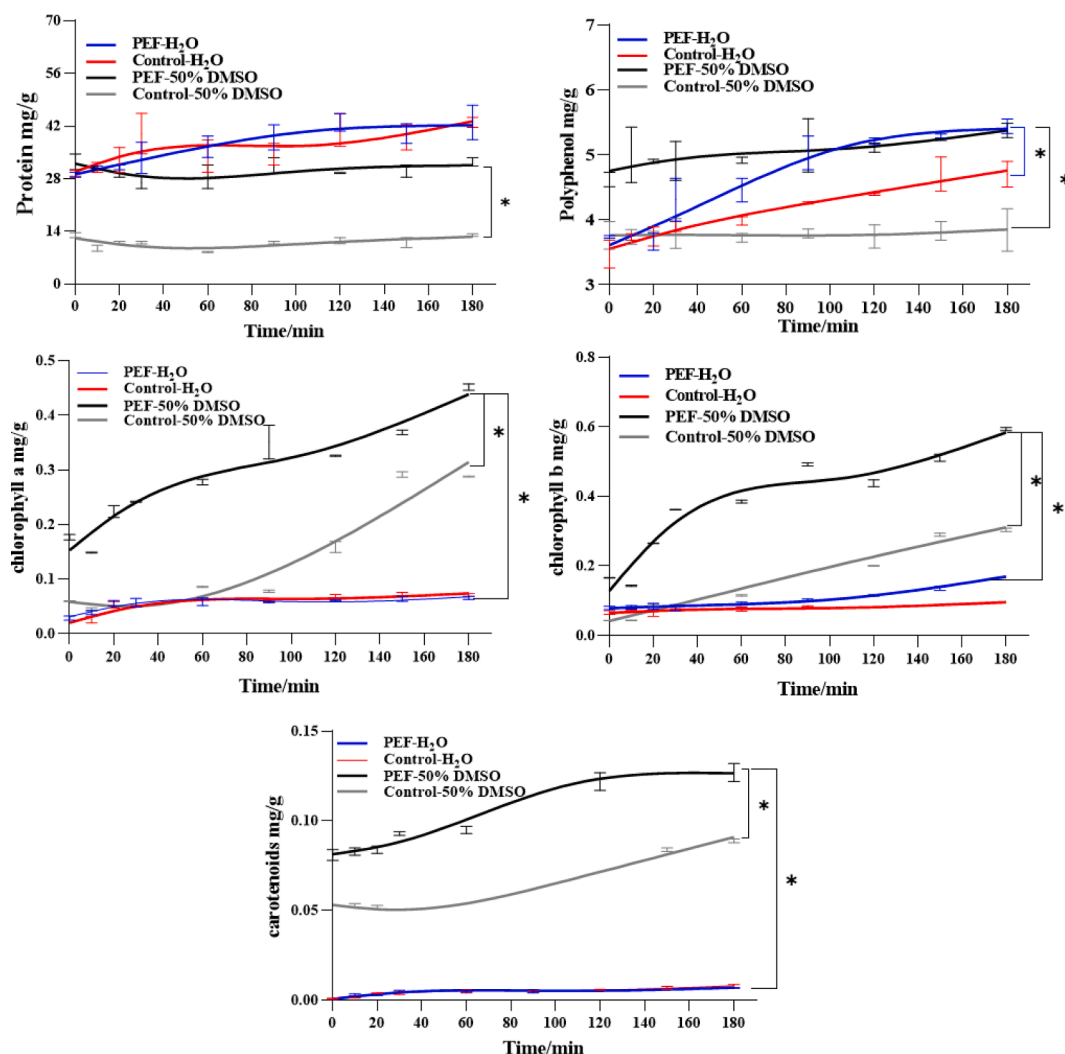 Protein mg/g
70
56
42
28
14
0
PEF-H2O
Control-H2O
PEF-50% DMSO
Control-50% DMSO
*
0 20 40 60 80 100 120 140 160 180
Time/min
Polyphenol mg/g
7
6
5
4
3
PEF-H2O
Control-H2O
PEF-50% DMSO
Control-50% DMSO
*
*
0 20 40 60 80 100 120 140 160 180
Time/min
chlorophyll a mg/g
0.5
0.4
0.3
0.2
0.1
0.0
PEF-H2O
Control-H2O
PEF-50% DMSO
Control-50% DMSO
*
*
0 20 40 60 80 100 120 140 160 180
Time/min
chlorophyll b mg/g
0.8
0.6
0.4
0.2
0.0
PEF-H2O
Control-H2O
PEF-50% DMSO
Control-50% DMSO
*
*
0 20 40 60 80 100 120 140 160 180
Time/min
carotenoids mg/g
0.15
0.10
0.05
0.00
PEF-H2O
Control-H2O
PEF-50% DMSO
Control-50% DMSO
*
*
0 20 40 60 80 100 120 140 160 180
Time/min